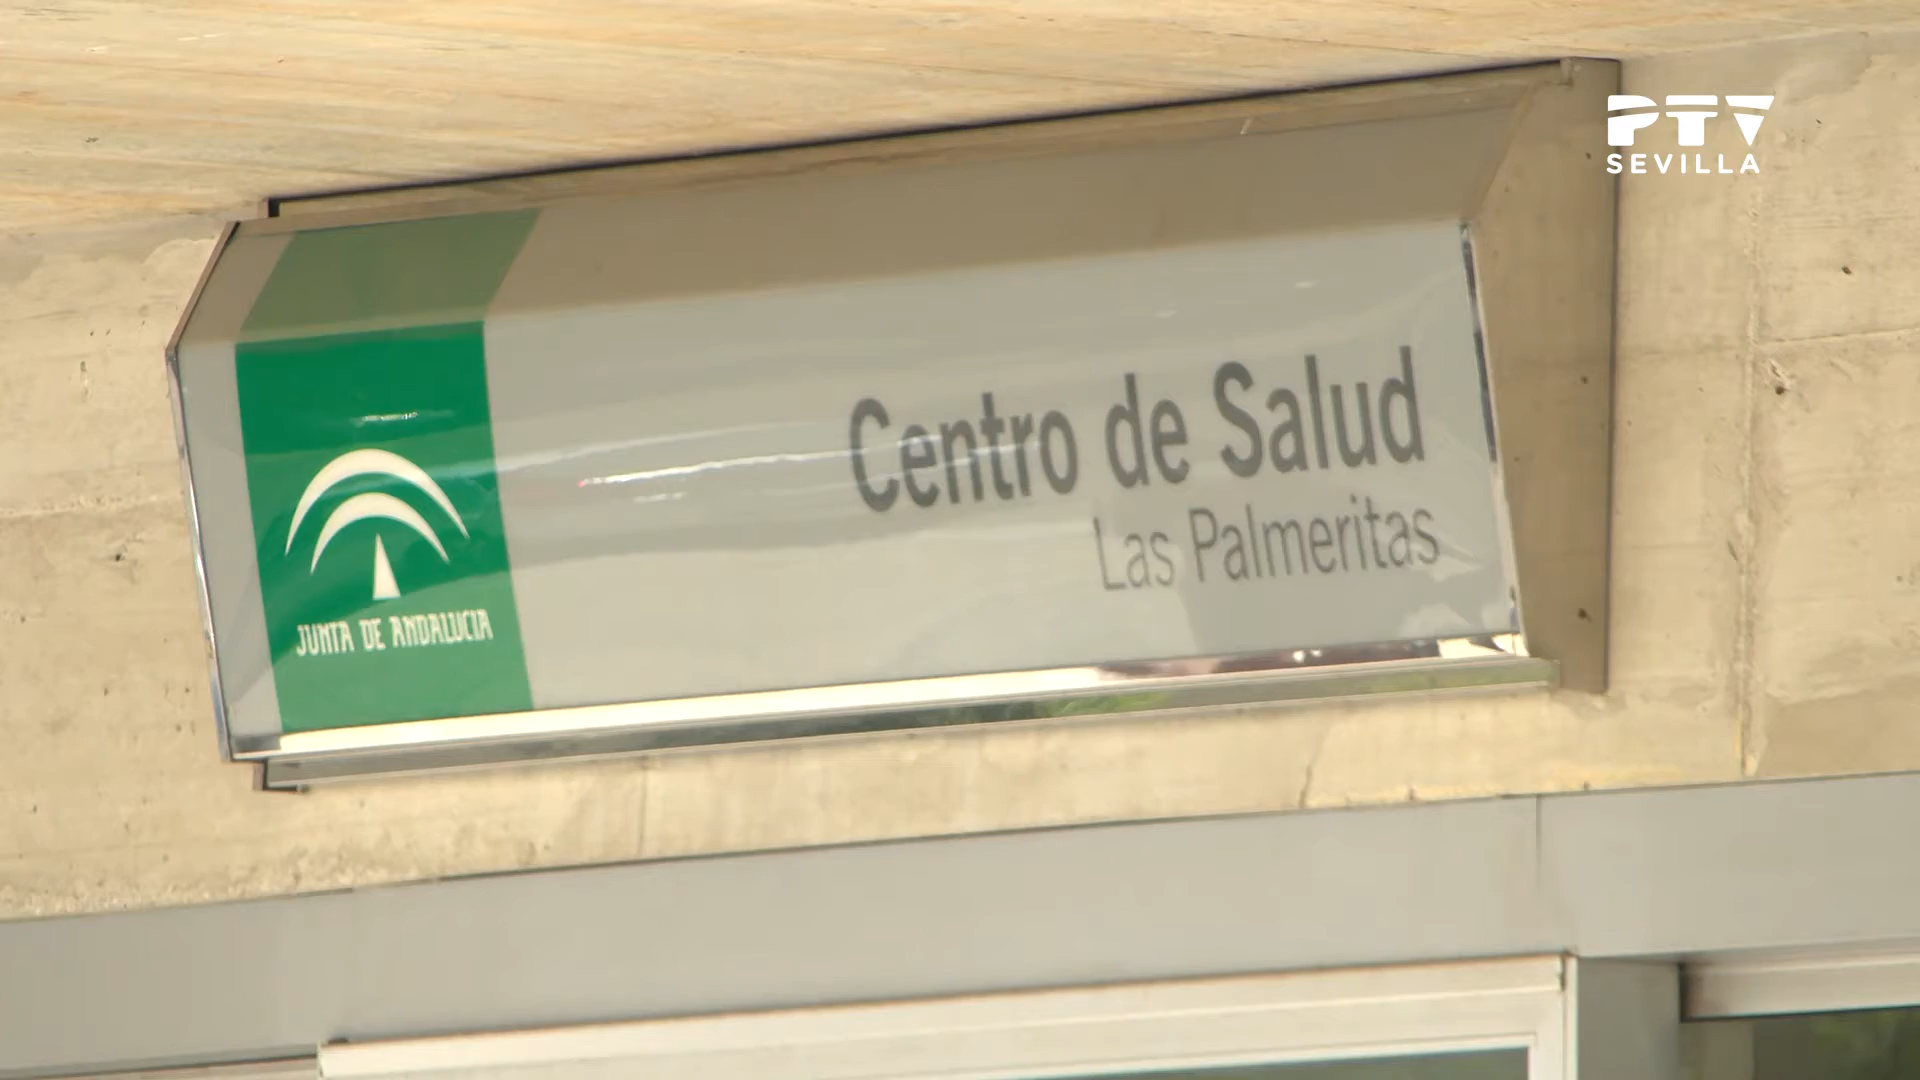 PTV
SEVILLA
Centro de Salud
Las Palmeritas
JUNTA DE ANDALUCIA